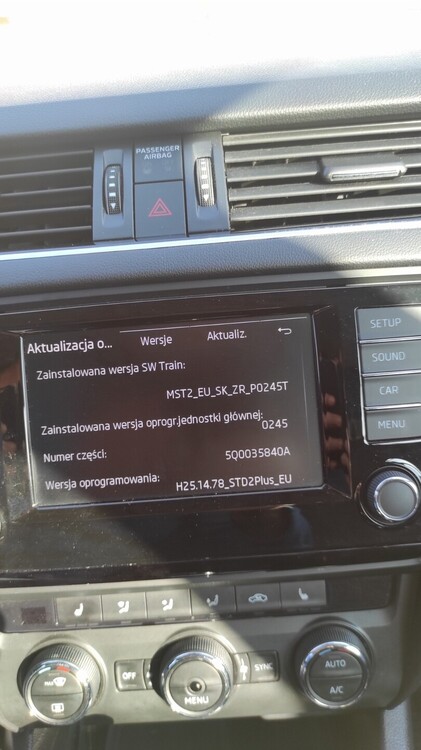 PASSENGER
AIRBAG
Aktualizacja o...
Wersje
Aktualiz.
Zainstalowana wersja SW Train:
MST2_EU_SK_ZR_P0245T
Zainstalowana wersja oprogr.jednostki głównej:
0245
Numer części:
5Q0035840A
Wersja oprogramowania:
H25.14.78_STD2Plus_EU
SETUP
SOUND
CAR
MENU
MAX
OFF
MENU
SYNC
AUTO
A/C